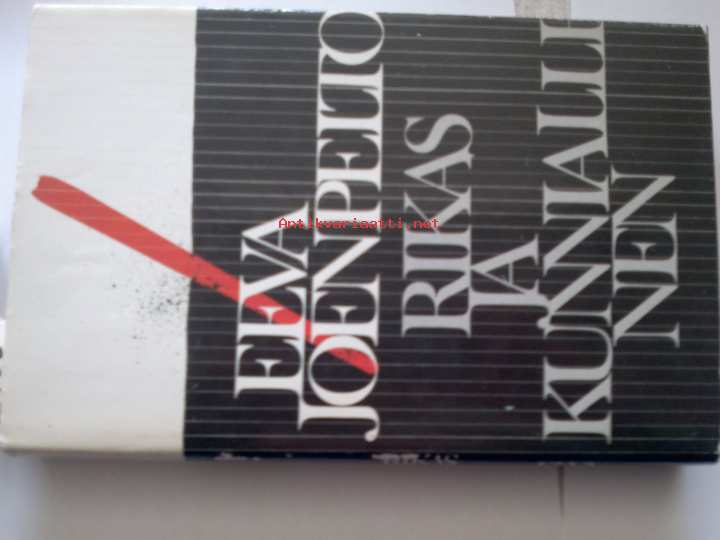 EEVA
JOENPELTO
RIKAS
JA
KUNNIALLI
NEN
Antikvariaatti.net